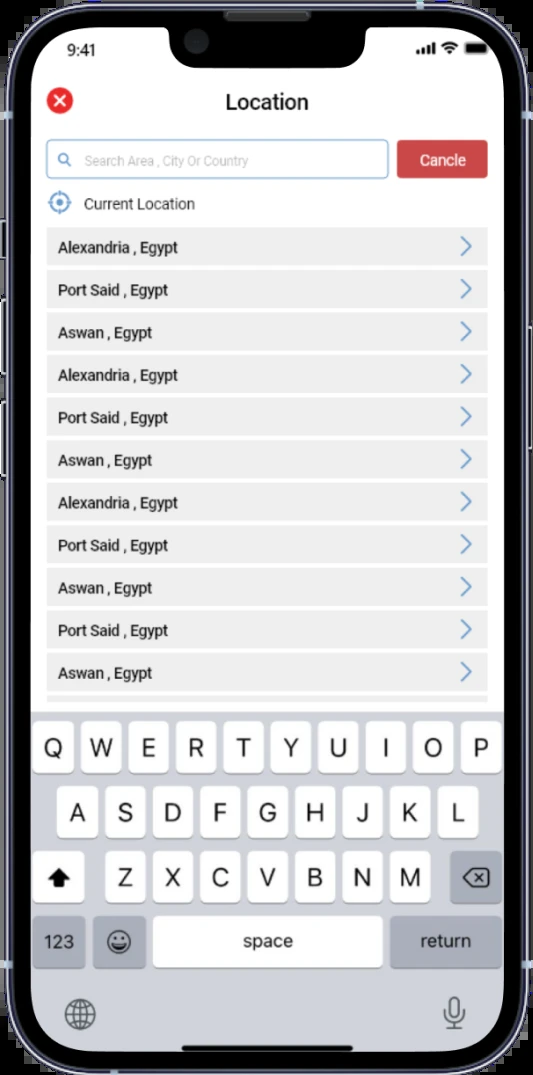 9:41
Location
Search Area , City Or Country
Cancle
Current Location
Alexandria , Egypt
Port Said , Egypt
Aswan , Egypt
Alexandria , Egypt
Port Said , Egypt
Aswan , Egypt
Alexandria , Egypt
Port Said , Egypt
Aswan , Egypt
Port Said , Egypt
Aswan , Egypt
Q W E R T Y U I O P
A S D F G H J K L
Z X C V B N M
123 space return